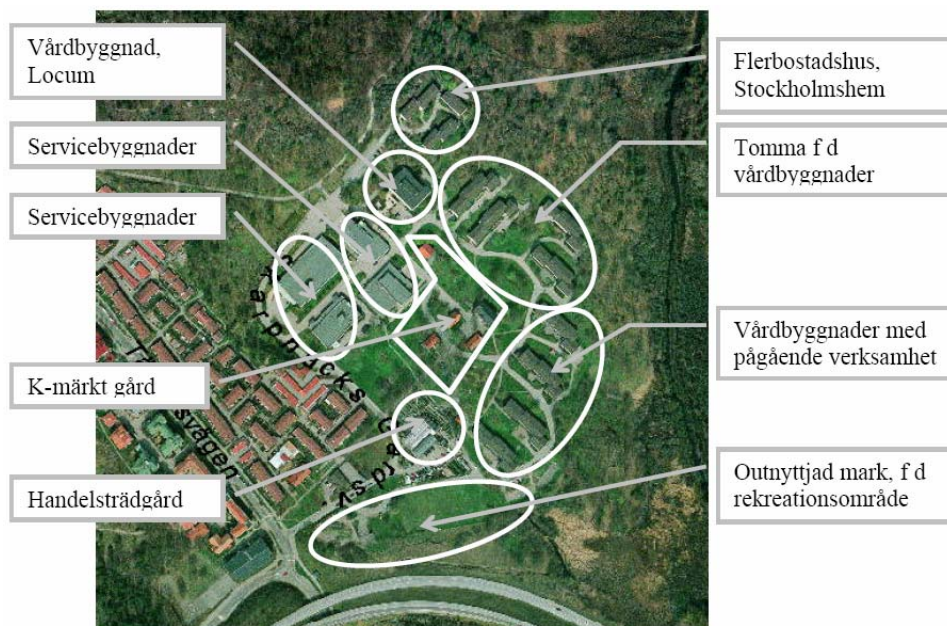 Vårdbyggnad,
Locum
Servicebyggnader
Servicebyggnader
K-märkt gård
Handelsträdgård
Flerbostadshus,
Stockholmshem
Tomma f d
vårdbyggnader
Vårdbyggnader med
pågående verksamhet
Outnyttjad mark, f d
rekreationsområde